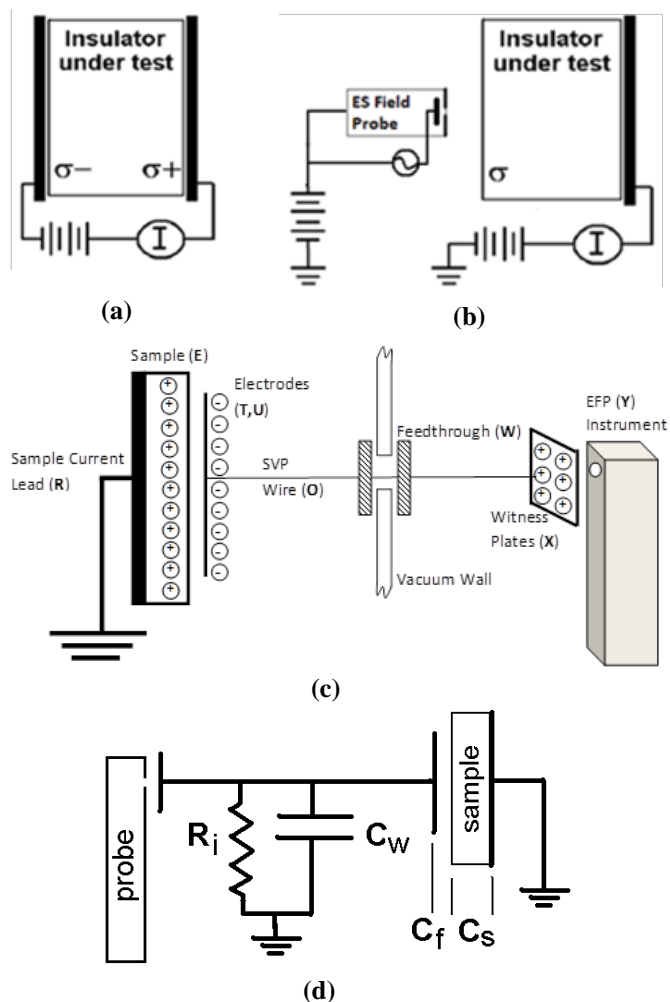 Insulator
under test
σ−
σ+
I
(a)
ES Field
Probe
Insulator
under test
σ
I
(b)
Sample (E)
Electrodes
(T,U)
Sample Current
Lead (R)
SVP
Wire (O)
Feedthrough (W)
EFP (Y)
Instrument
Witness
Plates (X)
Vacuum Wall
(c)
probe
Ri
Cw
sample
Cf
Cs
(d)